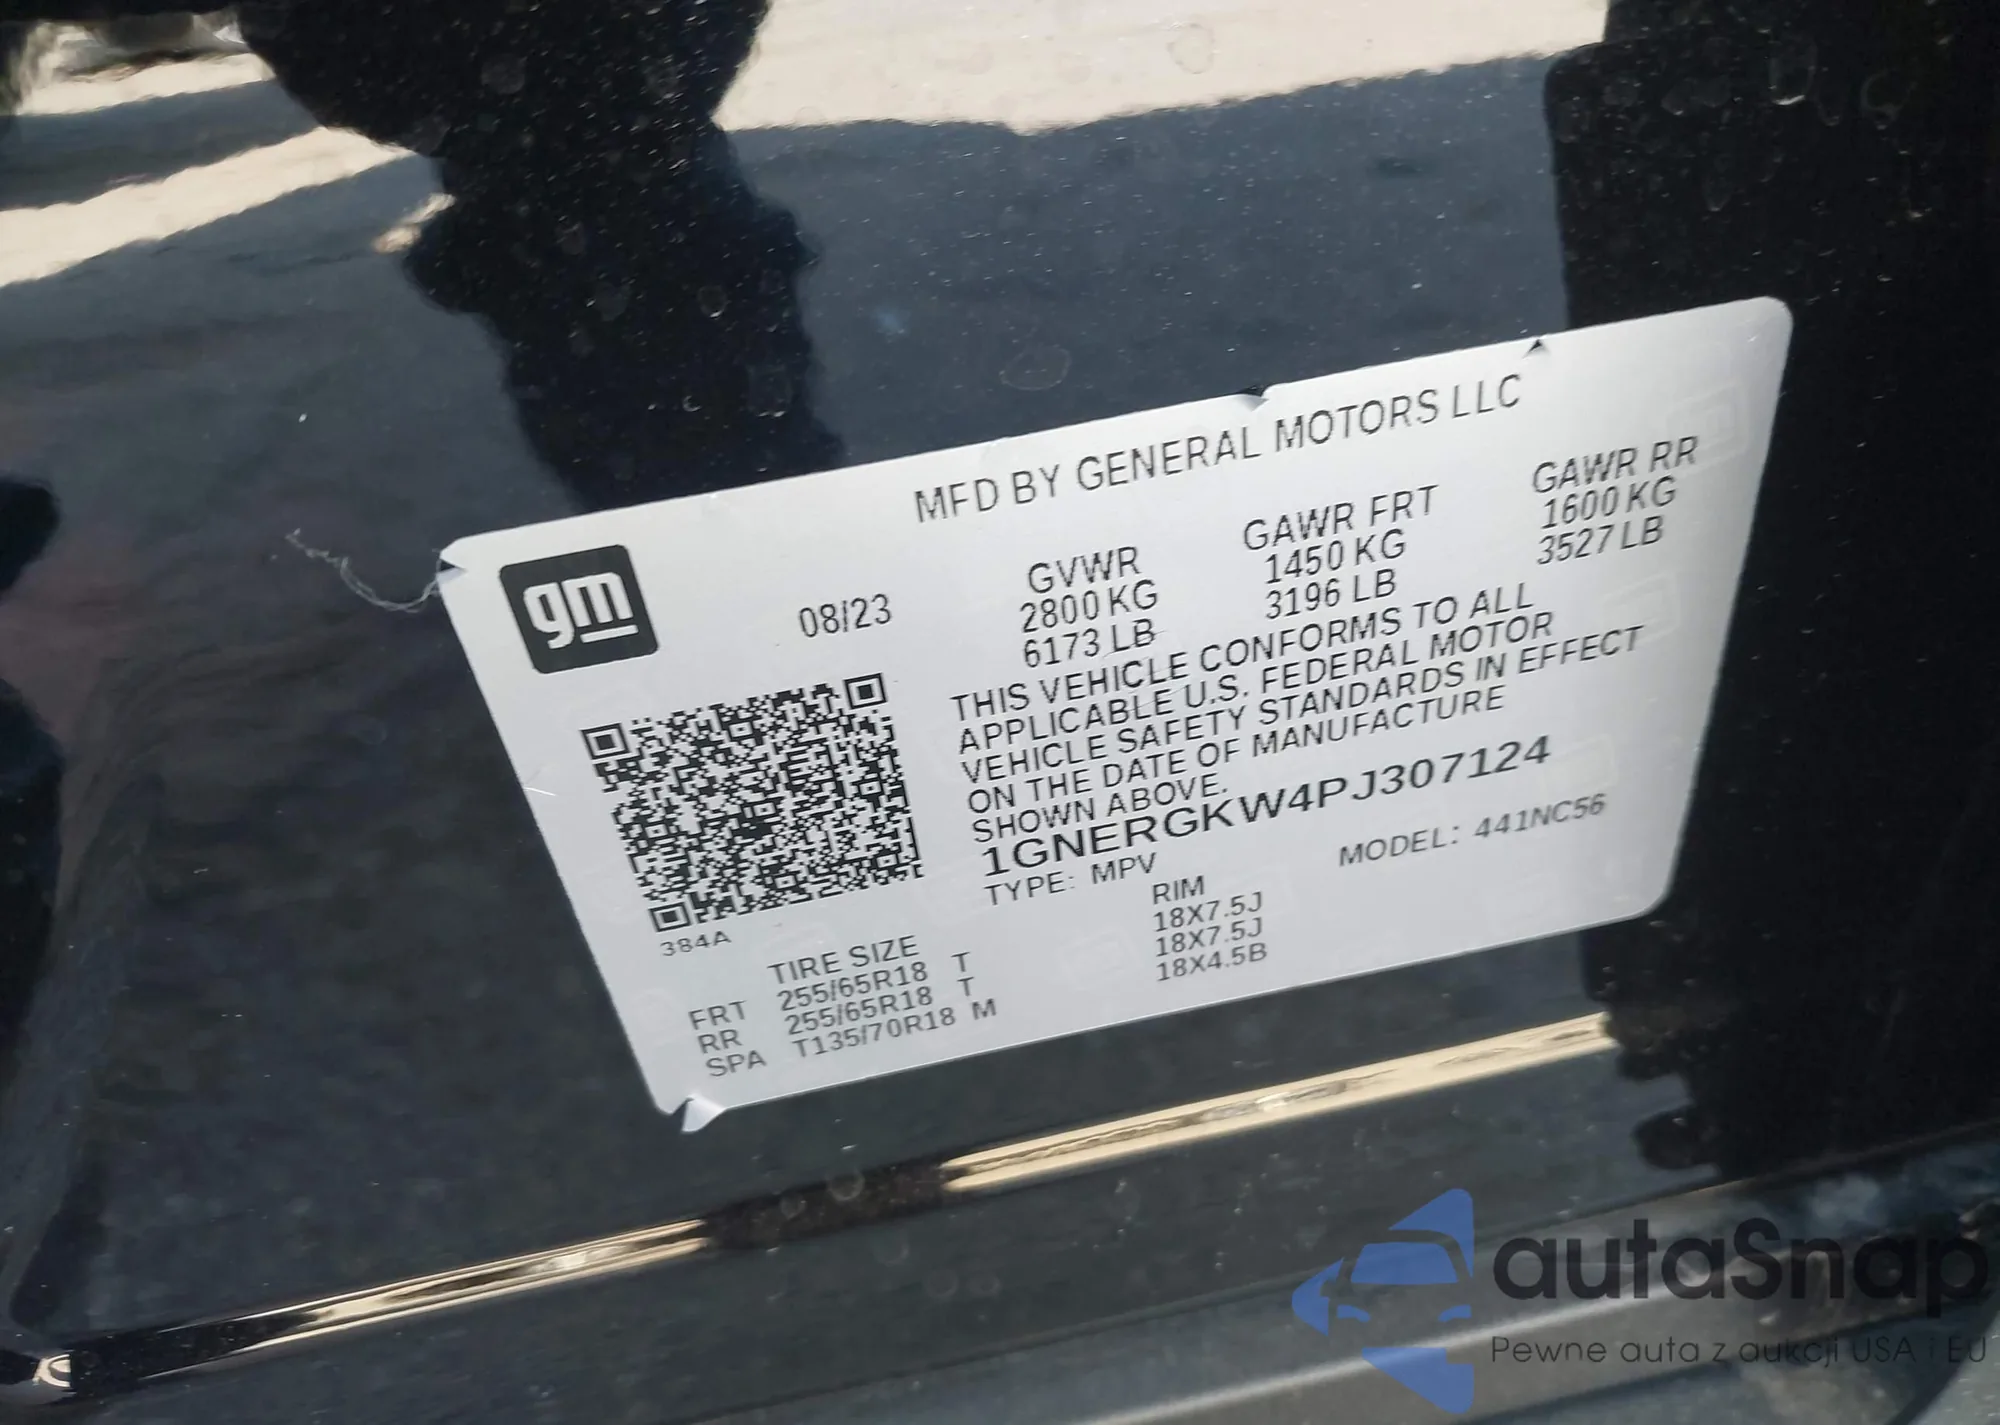 MFD BY GENERAL MOTORS LLC
gm
08/23
GVWR
2800 KG
6173 LB
GAWR FRT
1450 KG
3196 LB
GAWR RR
1600 KG
3527 LB
THIS VEHICLE CONFORMS TO ALL
APPLICABLE U.S. FEDERAL MOTOR
VEHICLE SAFETY STANDARDS IN EFFECT
ON THE DATE OF MANUFACTURE
SHOWN ABOVE.
1GNERGKW4PJ307124
TYPE: MPV
MODEL: 441NC56
384A
TIRE SIZE
RIM
FRT 255/65R18 T 18X7.5J
RR 255/65R18 T 18X7.5J
SPA T135/70R18 M 18X4.5B
autaSnap
Pewne auta z aukcji USA i EU